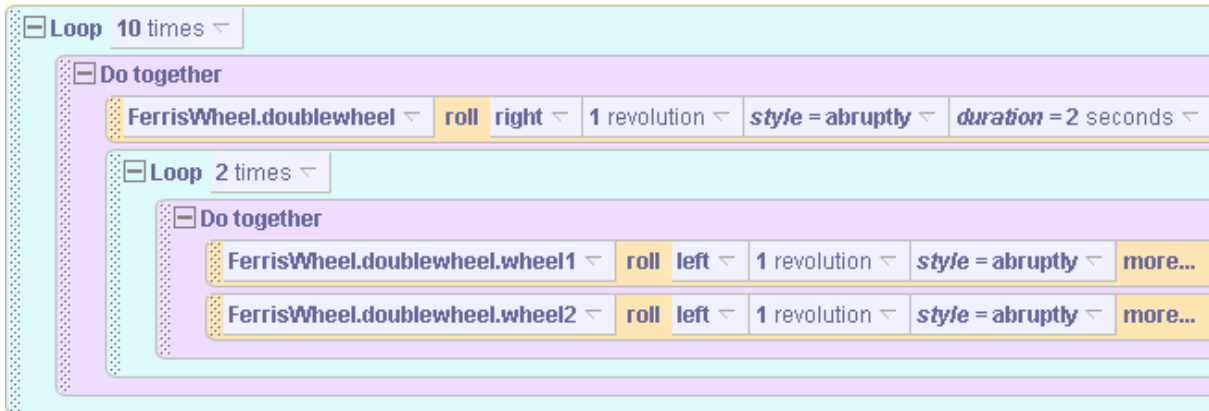 Loop 10 times
Do together
FerrisWheel.doublewheel roll right 1 revolution style = abruptly duration = 2 seconds
Loop 2 times
Do together
FerrisWheel.doublewheel.wheel1 roll left 1 revolution style = abruptly more...
FerrisWheel.doublewheel.wheel2 roll left 1 revolution style = abruptly more...